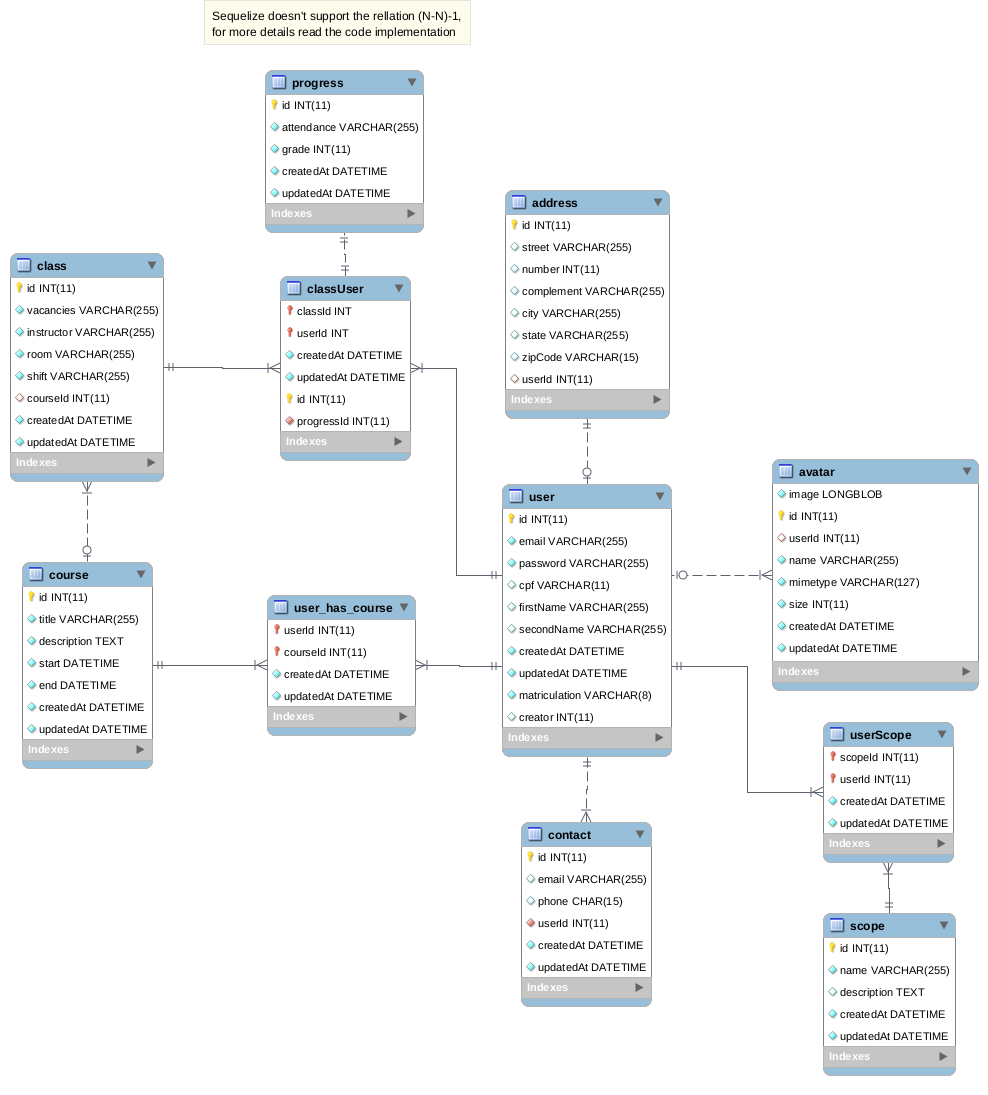 Sequelize doesn't support the rellation (N-N)-1,
for more details read the code implementation
progress
id INT(11)
attendance VARCHAR(255)
grade INT(11)
createdAt DATETIME
updatedAt DATETIME
Indexes
address
id INT(11)
street VARCHAR(255)
number INT(11)
complement VARCHAR(255)
city VARCHAR(255)
state VARCHAR(255)
zipCode VARCHAR(15)
userId INT(11)
Indexes
class
id INT(11)
vacancies VARCHAR(255)
instructor VARCHAR(255)
room VARCHAR(255)
shift VARCHAR(255)
courseId INT(11)
createdAt DATETIME
updatedAt DATETIME
Indexes
classUser
classId INT
userId INT
createdAt DATETIME
updatedAt DATETIME
id INT(11)
progressId INT(11)
Indexes
user
id INT(11)
email VARCHAR(255)
password VARCHAR(255)
cpf VARCHAR(11)
firstName VARCHAR(255)
secondName VARCHAR(255)
createdAt DATETIME
updatedAt DATETIME
matriculation VARCHAR(8)
creator INT(11)
Indexes
avatar
image LONGBLOB
id INT(11)
userId INT(11)
name VARCHAR(255)
mimetype VARCHAR(127)
size INT(11)
createdAt DATETIME
updatedAt DATETIME
Indexes
course
id INT(11)
title VARCHAR(255)
description TEXT
start DATETIME
end DATETIME
createdAt DATETIME
updatedAt DATETIME
Indexes
user_has_course
userId INT(11)
courseId INT(11)
createdAt DATETIME
updatedAt DATETIME
Indexes
userScope
scopeId INT(11)
userId INT(11)
createdAt DATETIME
updatedAt DATETIME
Indexes
contact
id INT(11)
email VARCHAR(255)
phone CHAR(15)
userId INT(11)
createdAt DATETIME
updatedAt DATETIME
Indexes
scope
id INT(11)
name VARCHAR(255)
description TEXT
createdAt DATETIME
updatedAt DATETIME
Indexes